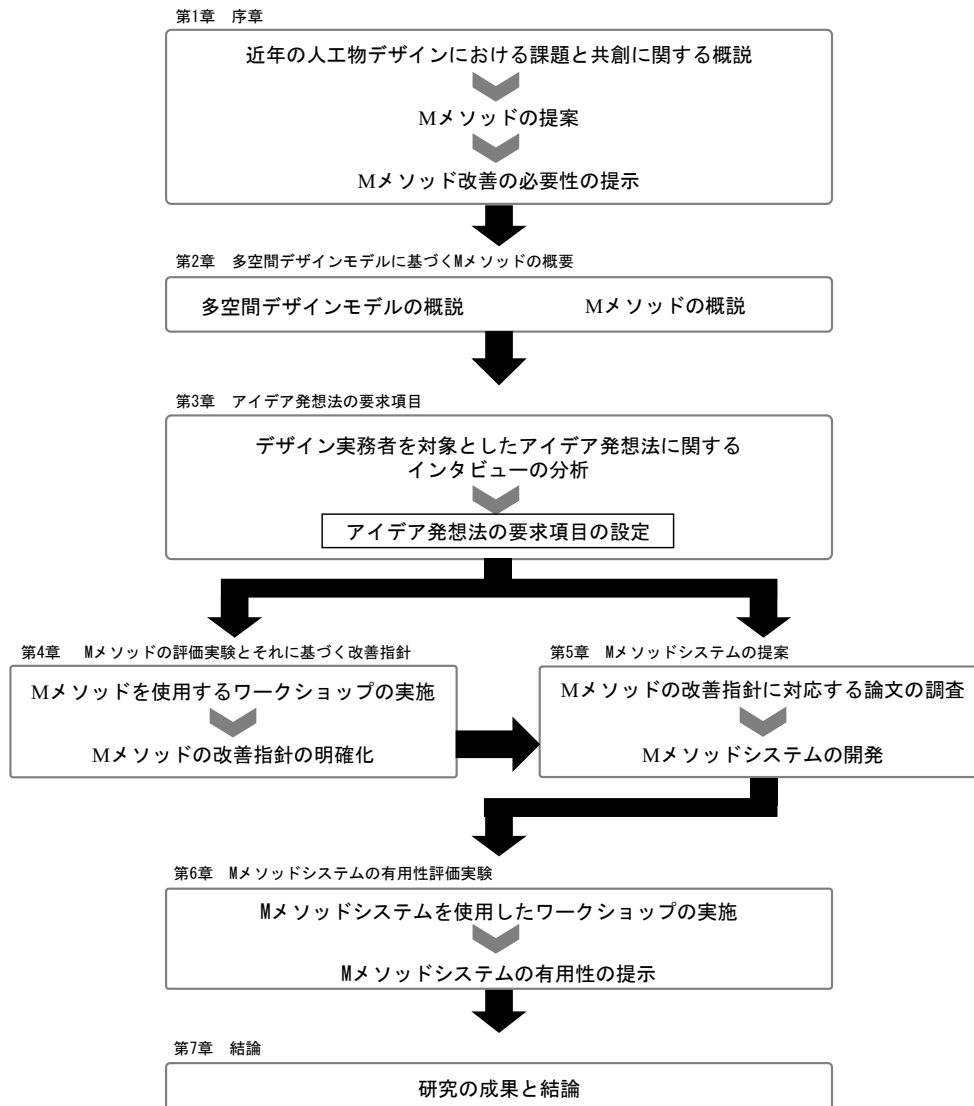 第1章 序章
近年の人工物デザインにおける課題と共創に関する概説
Mメソッドの提案
Mメソッド改善の必要性の提示
第2章 多空間デザインモデルに基づくMメソッドの概要
多空間デザインモデルの概説
Mメソッドの概説
第3章 アイデア発想法の要求項目
デザイン実務者を対象としたアイデア発想法に関する
インタビューの分析
アイデア発想法の要求項目の設定
第4章 Mメソッドの評価実験とそれに基づく改善指針
Mメソッドを使用するワークショップの実施
Mメソッドの改善指針の明確化
第5章 Mメソッドシステムの提案
Mメソッドの改善指針に対応する論文の調査
Mメソッドシステムの開発
第6章 Mメソッドシステムの有用性評価実験
Mメソッドシステムを使用したワークショップの実施
Mメソッドシステムの有用性の提示
第7章 結論
研究の成果と結論